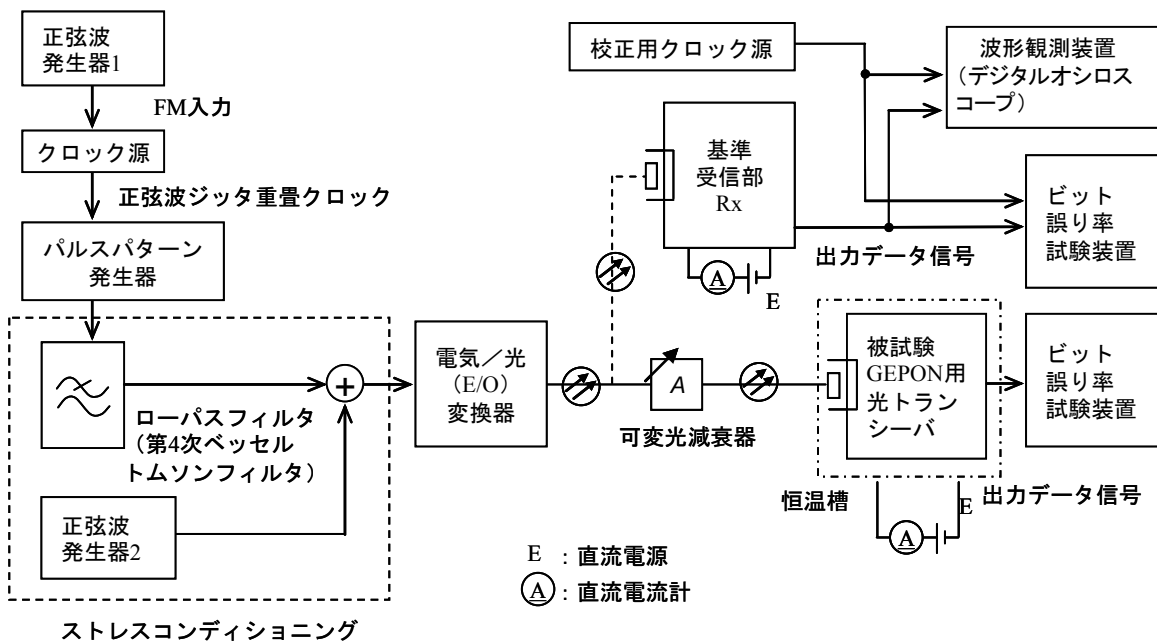 正弦波
発生器1
FM入力
クロック源
正弦波ジッタ重畳クロック
パルスパターン
発生器
ローパスフィルタ
(第4次ベッセル
トムソンフィルタ)
正弦波
発生器2
ストレスコンディショニング
+
電気/光
(E/O)
変換器
A
可変光減衰器
校正用クロック源
基準
受信部
Rx
A
E
出力データ信号
波形観測装置
(デジタルオシロス
コープ)
ビット
誤り率
試験装置
被試験
GEPON用
光トラン
シーバ
恒温槽
A
E
出力データ信号
ビット
誤り率
試験装置
E :直流電源
A :直流電流計